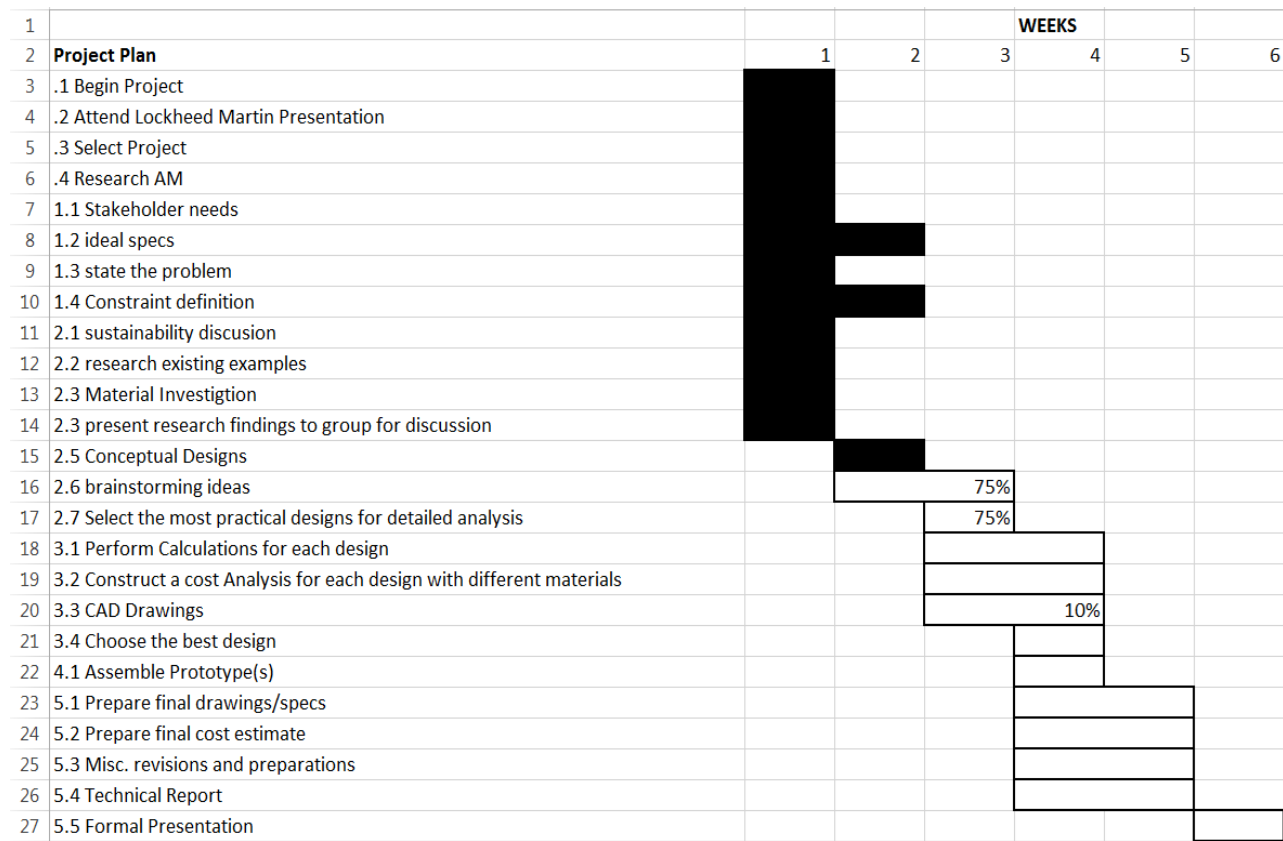 1 WEEKS
2 Project Plan 1 2 3 4 5 6
3 .1 Begin Project
4 .2 Attend Lockheed Martin Presentation
5 .3 Select Project
6 .4 Research AM
7 1.1 Stakeholder needs
8 1.2 ideal specs
9 1.3 state the problem
10 1.4 Constraint definition
11 2.1 sustainability discusion
12 2.2 research existing examples
13 2.3 Material Investigtion
14 2.3 present research findings to group for discussion
15 2.5 Conceptual Designs
16 2.6 brainstorming ideas 75%
17 2.7 Select the most practical designs for detailed analysis 75%
18 3.1 Perform Calculations for each design
19 3.2 Construct a cost Analysis for each design with different materials
20 3.3 CAD Drawings 10%
21 3.4 Choose the best design
22 4.1 Assemble Prototype(s)
23 5.1 Prepare final drawings/specs
24 5.2 Prepare final cost estimate
25 5.3 Misc. revisions and preparations
26 5.4 Technical Report
27 5.5 Formal Presentation